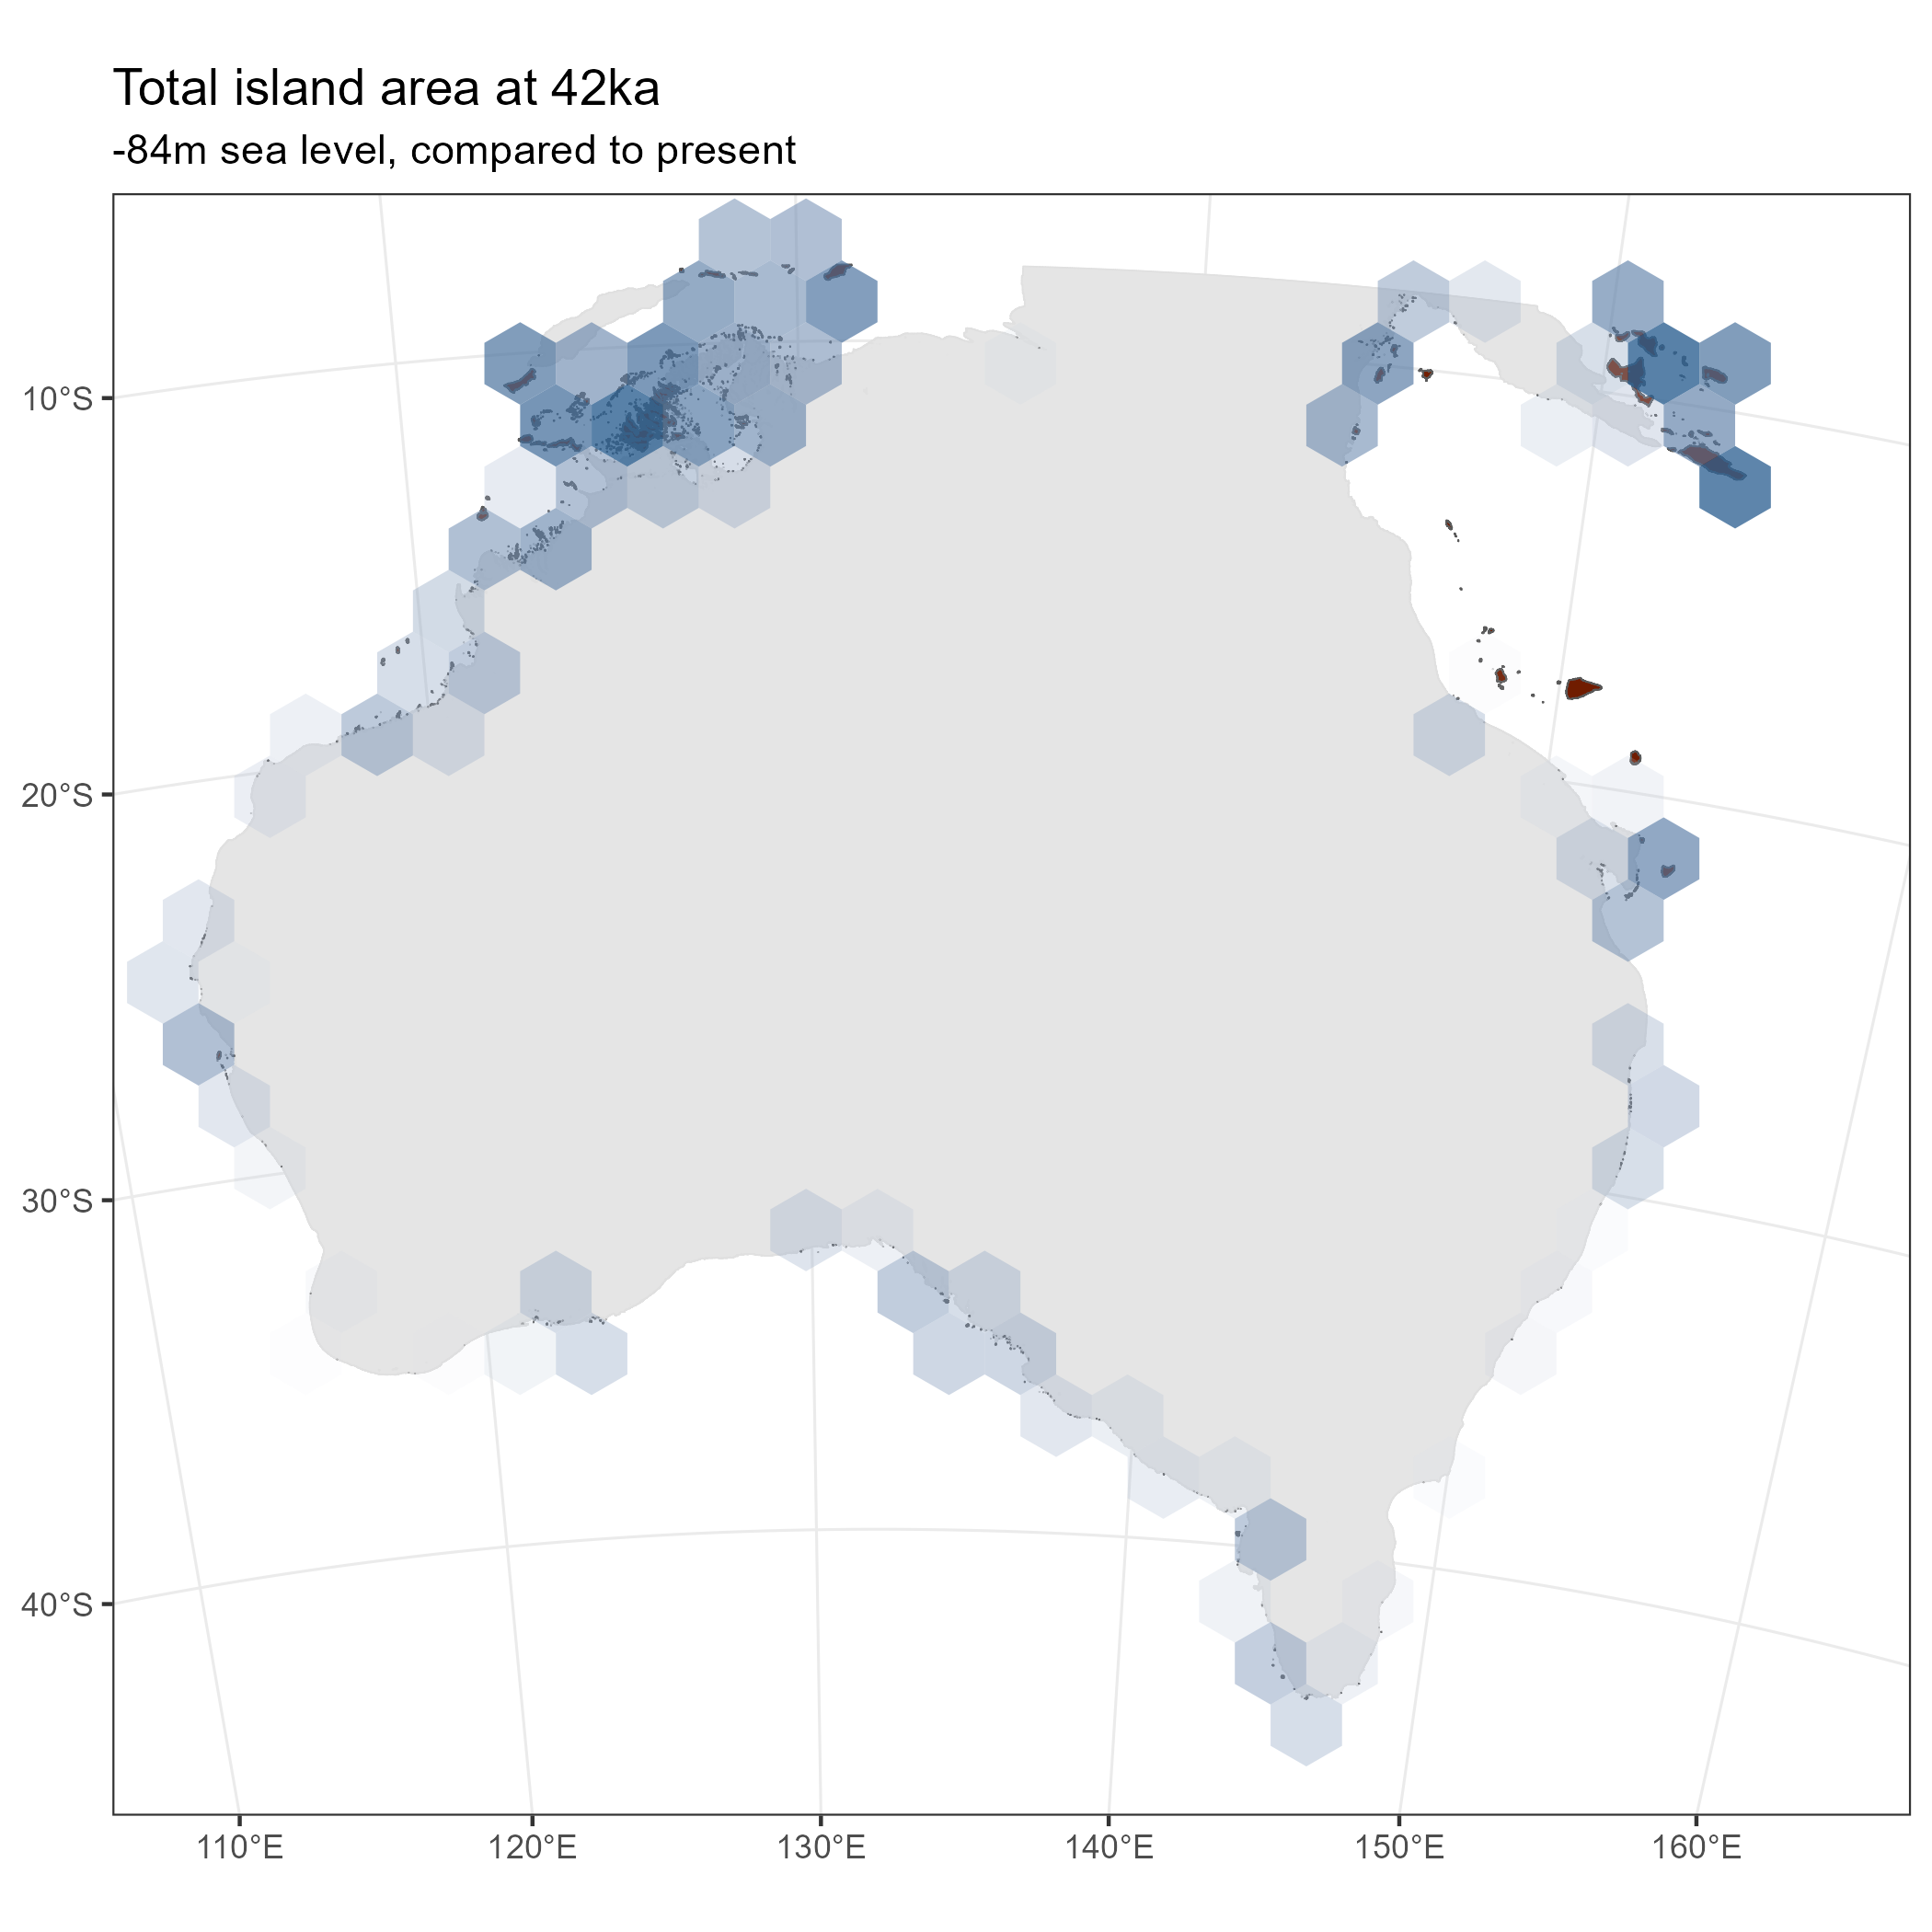 Total island area at 42ka
-84m sea level, compared to present
10°S
20°S
30°S
40°S
110°E 120°E 130°E 140°E 150°E 160°E